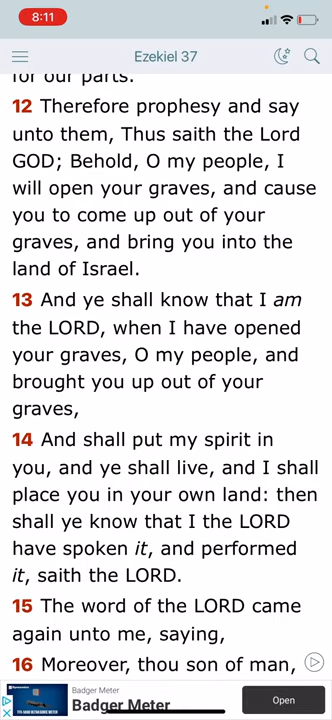 8:11
Ezekiel 37
for our parts.
12 Therefore prophesy and say
unto them, Thus saith the Lord
GOD; Behold, O my people, I
will open your graves, and cause
you to come up out of your
graves, and bring you into the
land of Israel.
13 And ye shall know that I am
the LORD, when I have opened
your graves, O my people, and
brought you up out of your
graves,
14 And shall put my spirit in
you, and ye shall live, and I shall
place you in your own land: then
shall ye know that I the LORD
have spoken it, and performed
it, saith the LORD.
15 The word of the LORD came
again unto me, saying,
16 Moreover, thou son of man,
Badger Meter
Badger Meter
Open